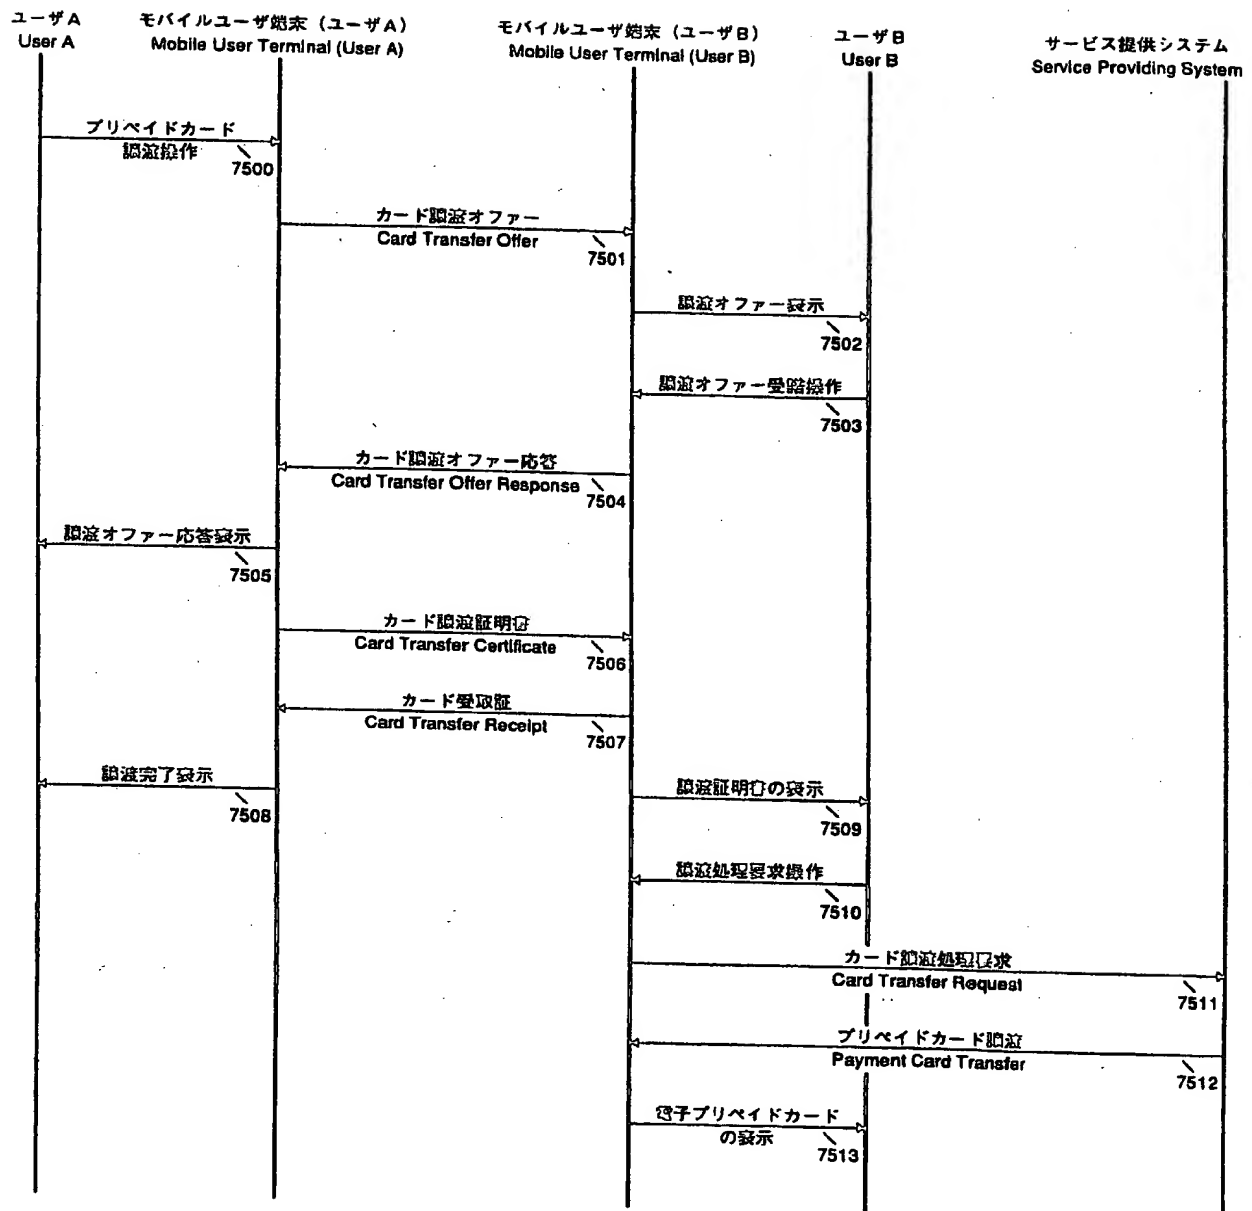 ユーザA
User A
モバイルユーザ端末(ユーザA)
Mobile User Terminal (User A)
モバイルユーザ端末(ユーザB)
Mobile User Terminal (User B)
ユーザB
User B
サービス提供システム
Service Providing System
プリペイドカード
譲渡操作
7500
カード譲渡オファー
Card Transfer Offer
7501
譲渡オファー表示
7502
譲渡オファー受諾操作
7503
カード譲渡オファー応答
Card Transfer Offer Response
7504
譲渡オファー応答表示
7505
カード譲渡証明書
Card Transfer Certificate
7506
カード受取証
Card Transfer Receipt
7507
譲渡完了表示
7508
譲渡証明書の表示
7509
譲渡処理要求操作
7510
カード譲渡処理要求
Card Transfer Request
7511
プリペイドカード譲渡
Payment Card Transfer
7512
電子プリペイドカード
の表示
7513